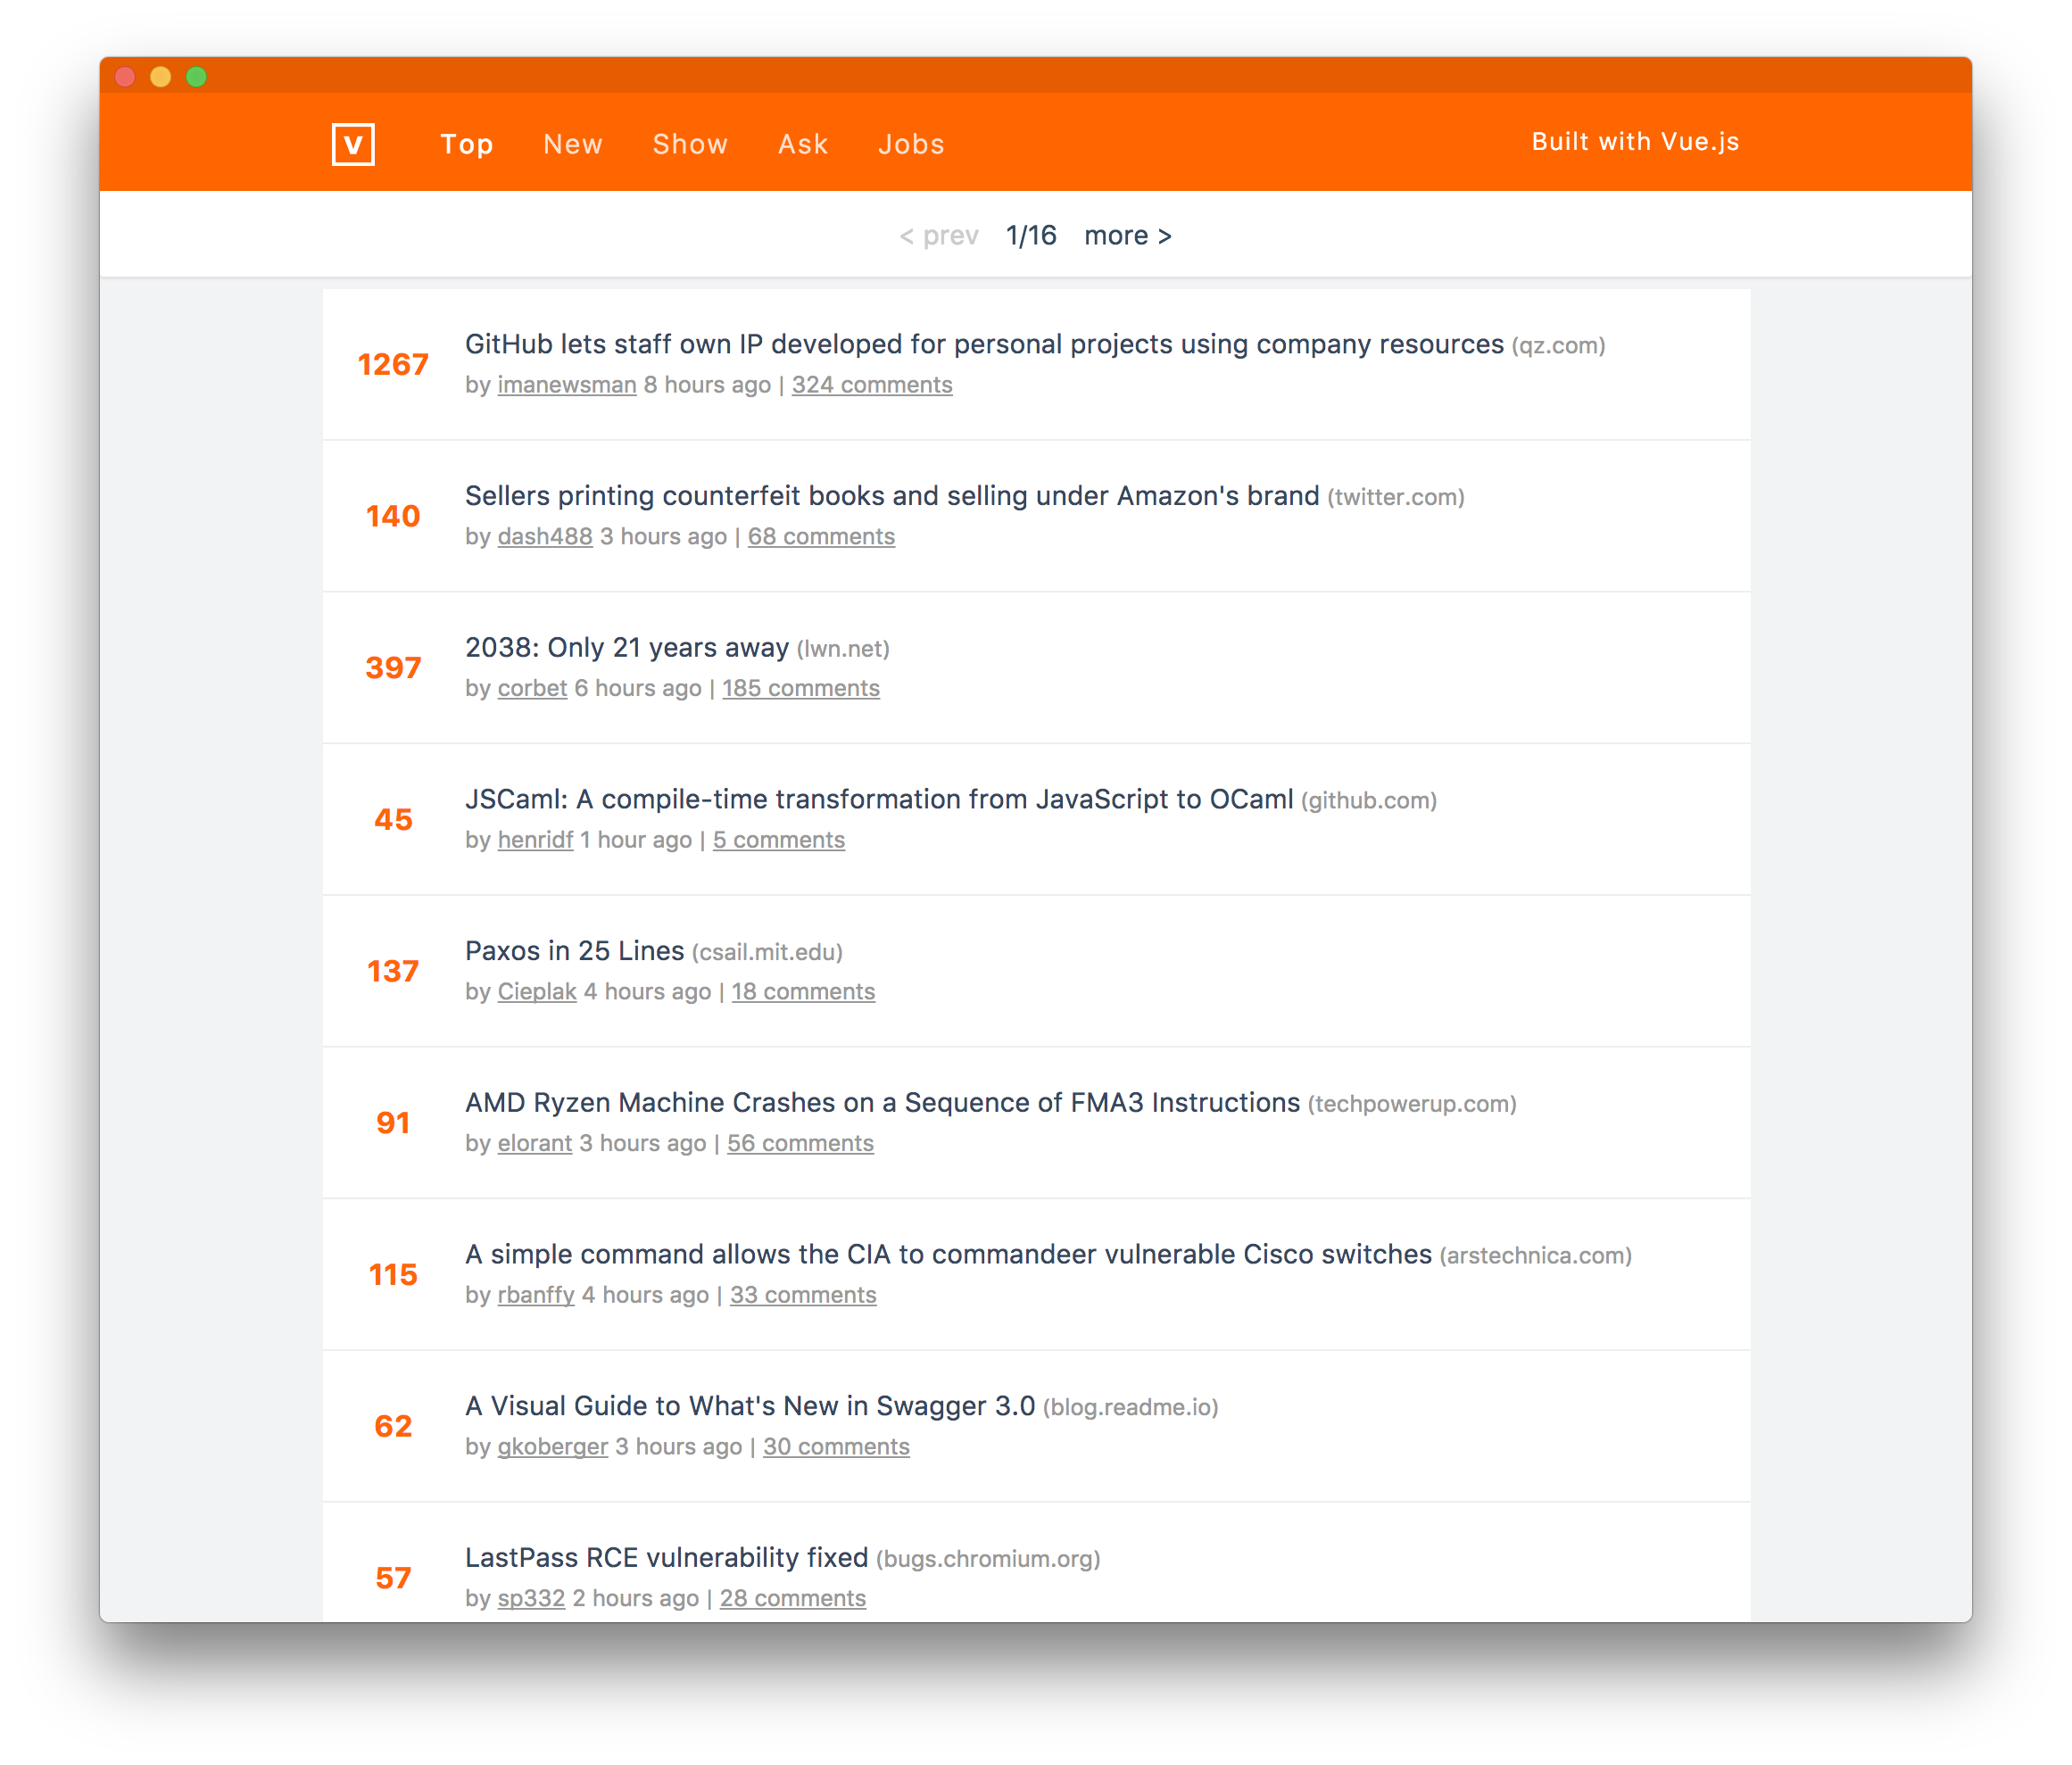 V Top New Show Ask Jobs Built with Vue.js
< prev 1/16 more >
1267 GitHub lets staff own IP developed for personal projects using company resources (qz.com)
by imanewsman 8 hours ago | 324 comments
140 Sellers printing counterfeit books and selling under Amazon's brand (twitter.com)
by dash488 3 hours ago | 68 comments
397 2038: Only 21 years away (lwn.net)
by corbet 6 hours ago | 185 comments
45 JSCaml: A compile-time transformation from JavaScript to OCaml (github.com)
by henridf 1 hour ago | 5 comments
137 Paxos in 25 Lines (csail.mit.edu)
by Cieplak 4 hours ago | 18 comments
91 AMD Ryzen Machine Crashes on a Sequence of FMA3 Instructions (techpowerup.com)
by elorant 3 hours ago | 56 comments
115 A simple command allows the CIA to commandeer vulnerable Cisco switches (arstechnica.com)
by rbanffy 4 hours ago | 33 comments
62 A Visual Guide to What's New in Swagger 3.0 (blog.readme.io)
by gkoberger 3 hours ago | 30 comments
57 LastPass RCE vulnerability fixed (bugs.chromium.org)
by sp332 2 hours ago | 28 comments